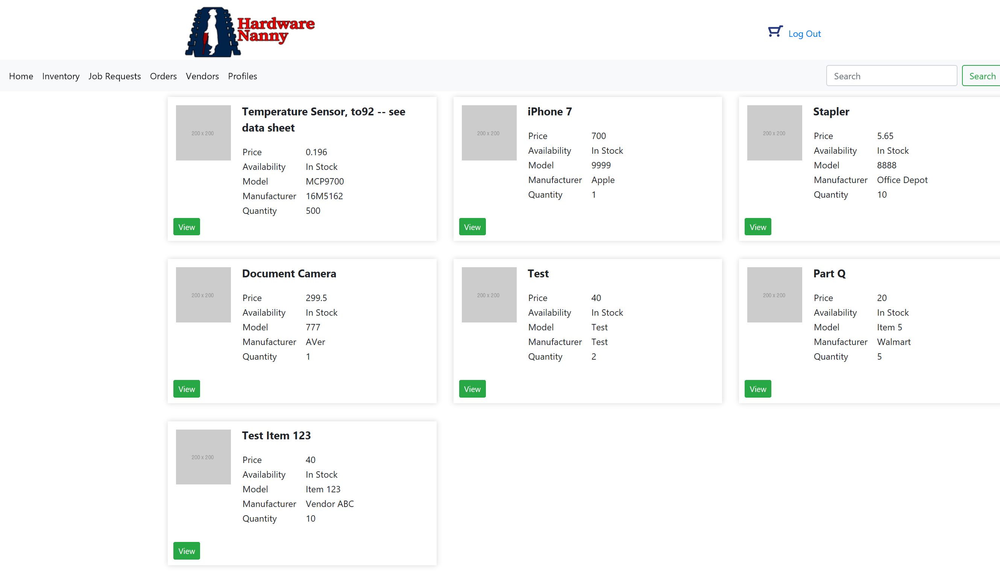 Hardware
Nanny
Log Out
Home Inventory Job Requests Orders Vendors Profiles
Search Search
200 x 200
Temperature Sensor, to92 -- see
data sheet
Price 0.196
Availability In Stock
Model MCP9700
Manufacturer 16M5162
Quantity 500
View
200 x 200
iPhone 7
Price 700
Availability In Stock
Model 9999
Manufacturer Apple
Quantity 1
View
200 x 200
Stapler
Price 5.65
Availability In Stock
Model 8888
Manufacturer Office Depot
Quantity 10
View
200 x 200
Document Camera
Price 299.5
Availability In Stock
Model 777
Manufacturer AVer
Quantity 1
View
200 x 200
Test
Price 40
Availability In Stock
Model Test
Manufacturer Test
Quantity 2
View
200 x 200
Part Q
Price 20
Availability In Stock
Model Item 5
Manufacturer Walmart
Quantity 5
View
200 x 200
Test Item 123
Price 40
Availability In Stock
Model Item 123
Manufacturer Vendor ABC
Quantity 10
View